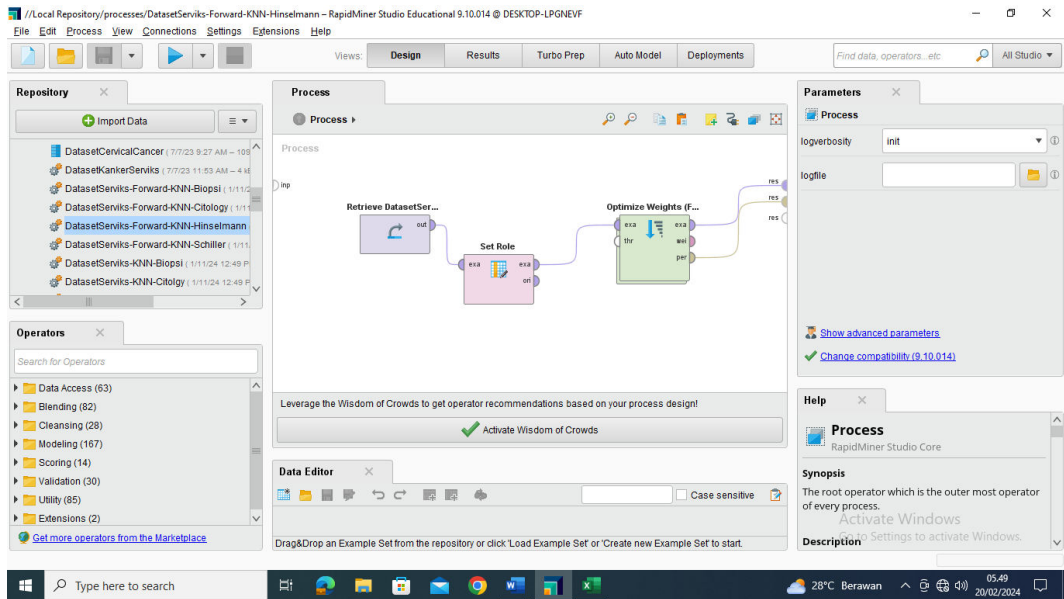 //Local Repository/processes/DatasetServiks-Forward-KNN-Hinselmann – RapidMiner Studio Educational 9.10.014 @ DESKTOP-LPGNEVF
File Edit Process View Connections Settings Extensions Help
Views: Design Results Turbo Prep Auto Model Deployments
Find data, operators...etc
All Studio
Repository
Import Data
DatasetCervicalCancer (7/7/23 9:27 AM – 109
DatasetKankerServiks (7/7/23 11:53 AM – 4 kB
DatasetServiks-Forward-KNN-Biopsi (1/11/2
DatasetServiks-Forward-KNN-Citology (1/11
DatasetServiks-Forward-KNN-Hinselmann
DatasetServiks-Forward-KNN-Schiller (1/11.
DatasetServiks-KNN-Biopsi (1/11/24 12:49 P
DatasetServiks-KNN-Citolgy (1/11/24 12:49 P
Operators
Search for Operators
Data Access (63)
Blending (82)
Cleansing (28)
Modeling (167)
Scoring (14)
Validation (30)
Utility (85)
Extensions (2)
Get more operators from the Marketplace
Process
Process
Process
inp
res
res
res
Retrieve DatasetSer...
out
Set Role
exa exa
ori
Optimize Weights (F...
exa exa
thr wei
per
Leverage the Wisdom of Crowds to get operator recommendations based on your process design!
Activate Wisdom of Crowds
Data Editor
Case sensitive
Drag&Drop an Example Set from the repository or click 'Load Example Set' or 'Create new Example Set' to start.
Parameters
Process
logverbosity init
logfile
Show advanced parameters
Change compatibility (9.10.014)
Help
Process
RapidMiner Studio Core
Synopsis
The root operator which is the outer most operator
of every process.
Activate Windows
Go to Settings to activate Windows.
Description
Type here to search
28°C Berawan
05.49
20/02/2024